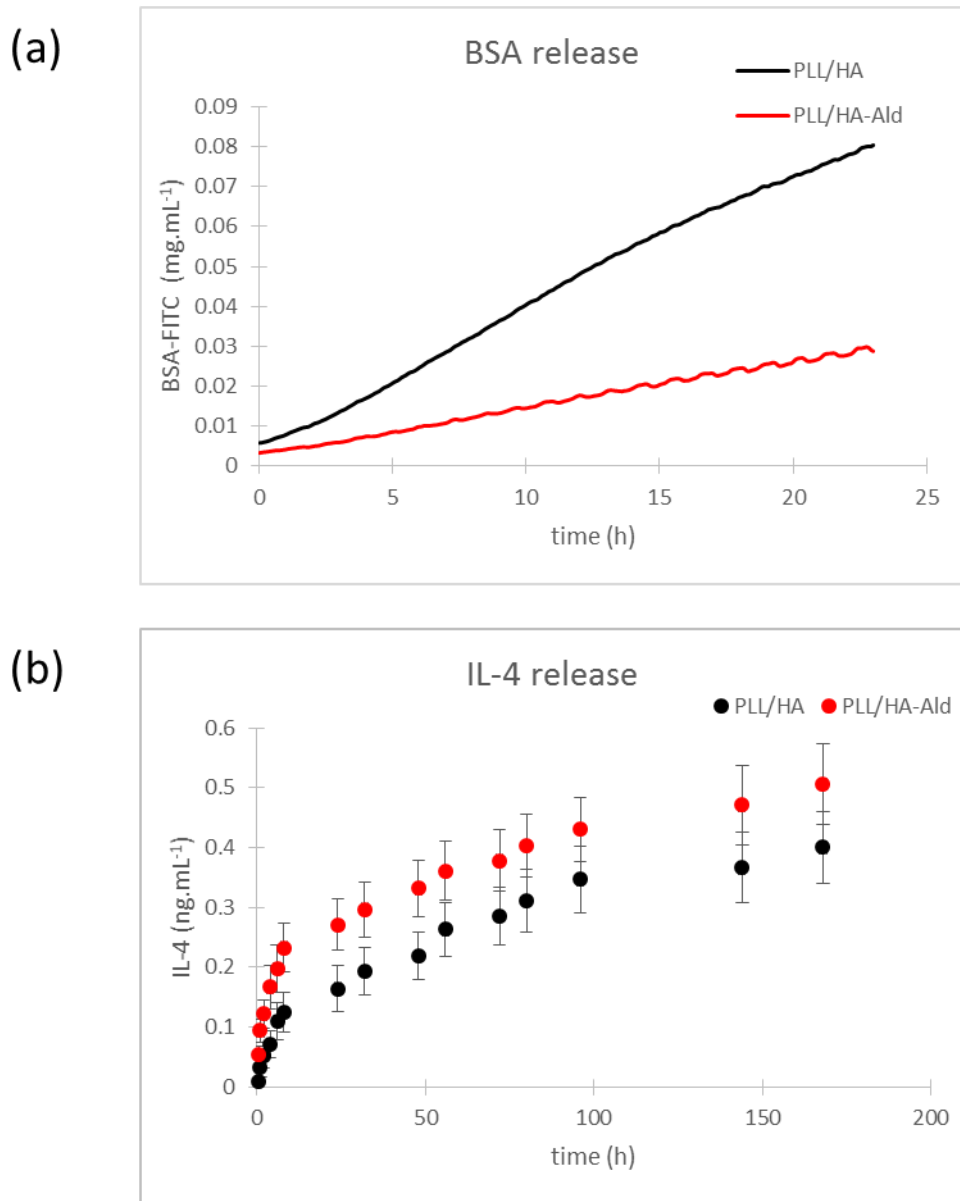 (a)
BSA release
PLL/HA
PLL/HA-Ald
0.09
0.08
0.07
0.06
0.05
0.04
0.03
0.02
0.01
0
BSA-FITC (mg.mL⁻¹)
0 5 10 15 20 25
time (h)
(b)
IL-4 release
PLL/HA PLL/HA-Ald
0.6
0.5
0.4
0.3
0.2
0.1
0
IL-4 (ng.mL⁻¹)
0 50 100 150 200
time (h)